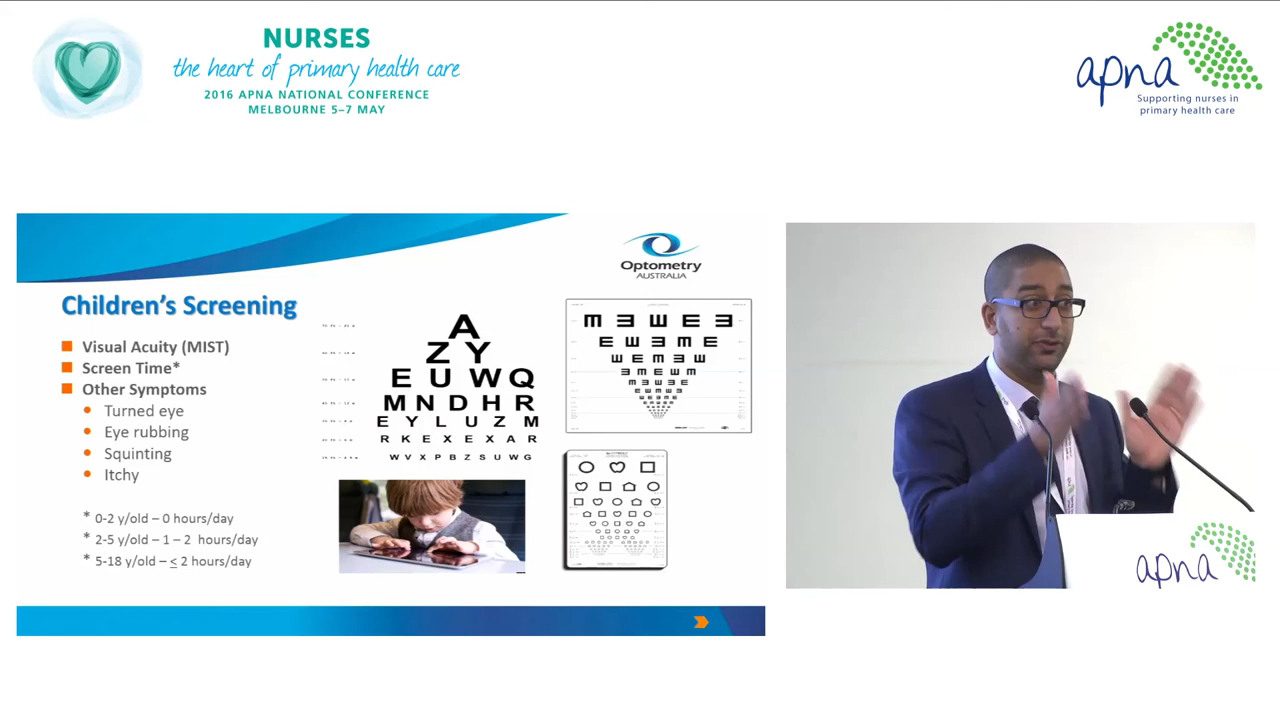 NURSES
the heart of primary health care
2016 APNA NATIONAL CONFERENCE
MELBOURNE 5–7 MAY
apna
Supporting nurses in
primary health care
Optometry
AUSTRALIA
Children's Screening
Visual Acuity (MIST)
Screen Time*
Other Symptoms
Turned eye
Eye rubbing
Squinting
Itchy
* 0-2 y/old – 0 hours/day
* 2-5 y/old – 1 – 2 hours/day
* 5-18 y/old – ≤ 2 hours/day
A
Z Y
E U W Q
M N D H R
E Y L U Z M
R K E X E X A R
W V X P B Z S U W G
apna